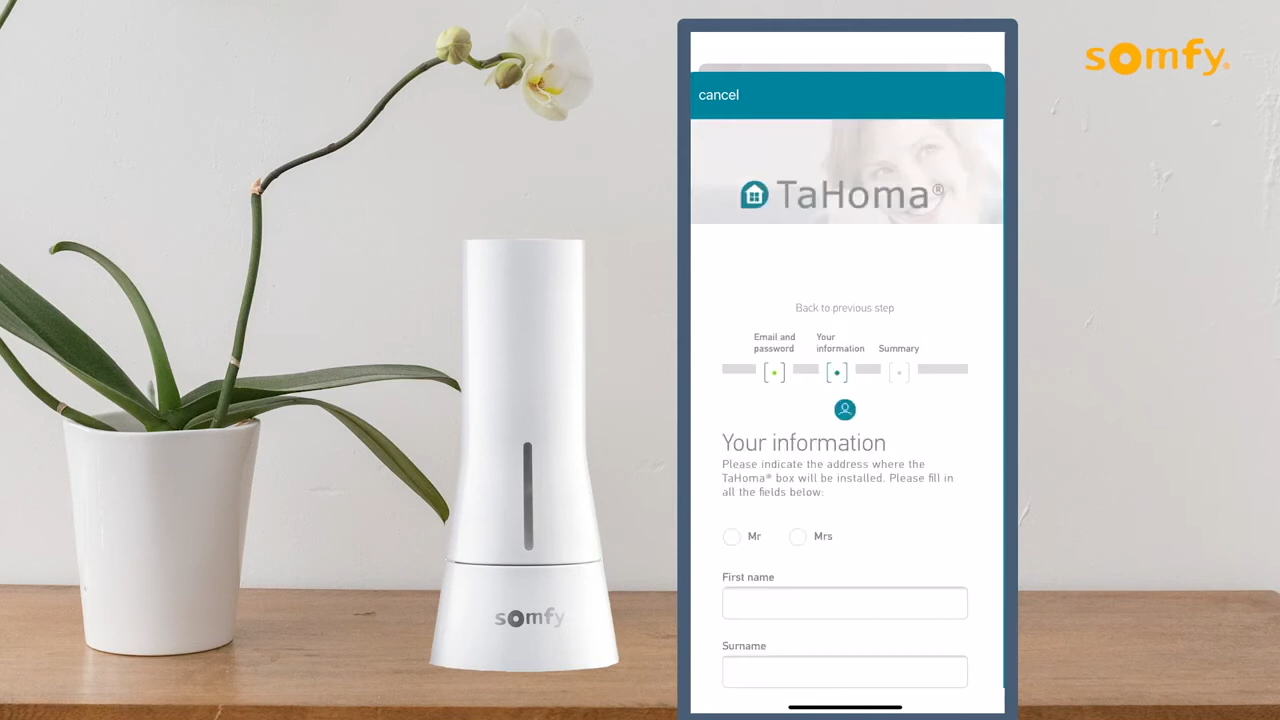 somfy®
cancel
TaHoma®
Back to previous step
Email and password
Your information
Summary
Your information
Please indicate the address where the
TaHoma® box will be installed. Please fill in
all the fields below:
Mr
Mrs
First name
Surname
somfy